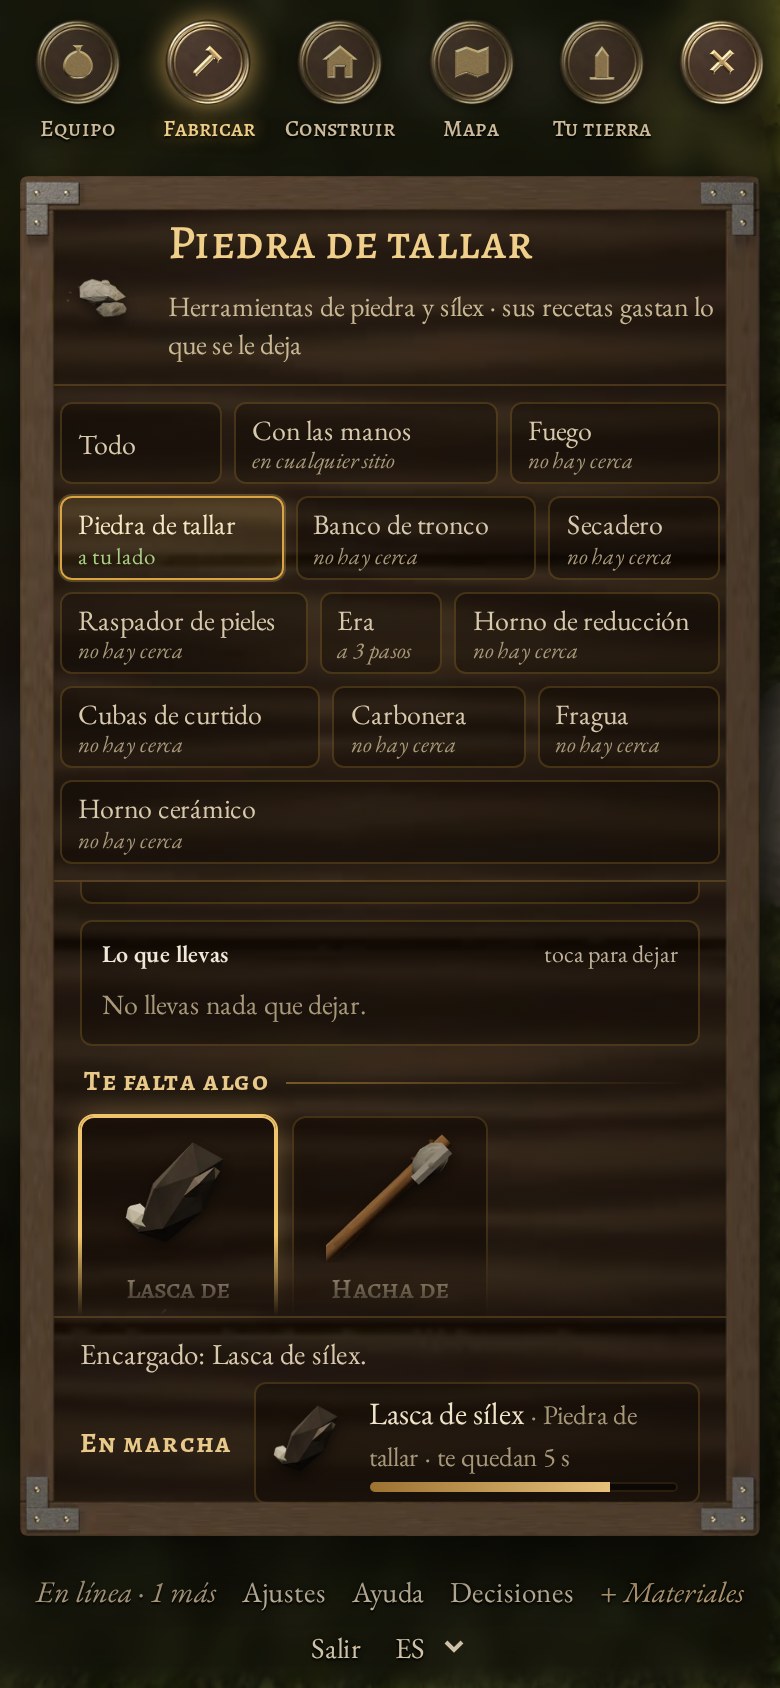 Equipo Fabricar Construir Mapa Tu tierra
Piedra de tallar
Herramientas de piedra y sílex · sus recetas gastan lo
que se le deja
Todo
Con las manos
en cualquier sitio
Fuego
no hay cerca
Piedra de tallar
a tu lado
Banco de tronco
no hay cerca
Secadero
no hay cerca
Raspador de pieles
no hay cerca
Era
a 3 pasos
Horno de reducción
no hay cerca
Cubas de curtido
no hay cerca
Carbonera
no hay cerca
Fragua
no hay cerca
Horno cerámico
no hay cerca
Lo que llevas
toca para dejar
No llevas nada que dejar.
Te falta algo
Lasca de
Hacha de
Encargado: Lasca de sílex.
En marcha
Lasca de sílex · Piedra de
tallar · te quedan 5 s
En línea · 1 más Ajustes Ayuda Decisiones + Materiales
Salir ES